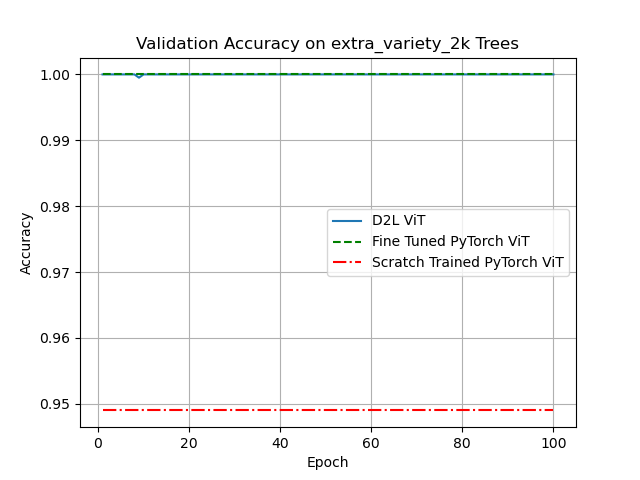 Validation Accuracy on extra_variety_2k Trees
1.00
0.99
0.98
0.97
0.96
0.95
Accuracy
D2L ViT
Fine Tuned PyTorch ViT
Scratch Trained PyTorch ViT
0 20 40 60 80 100
Epoch